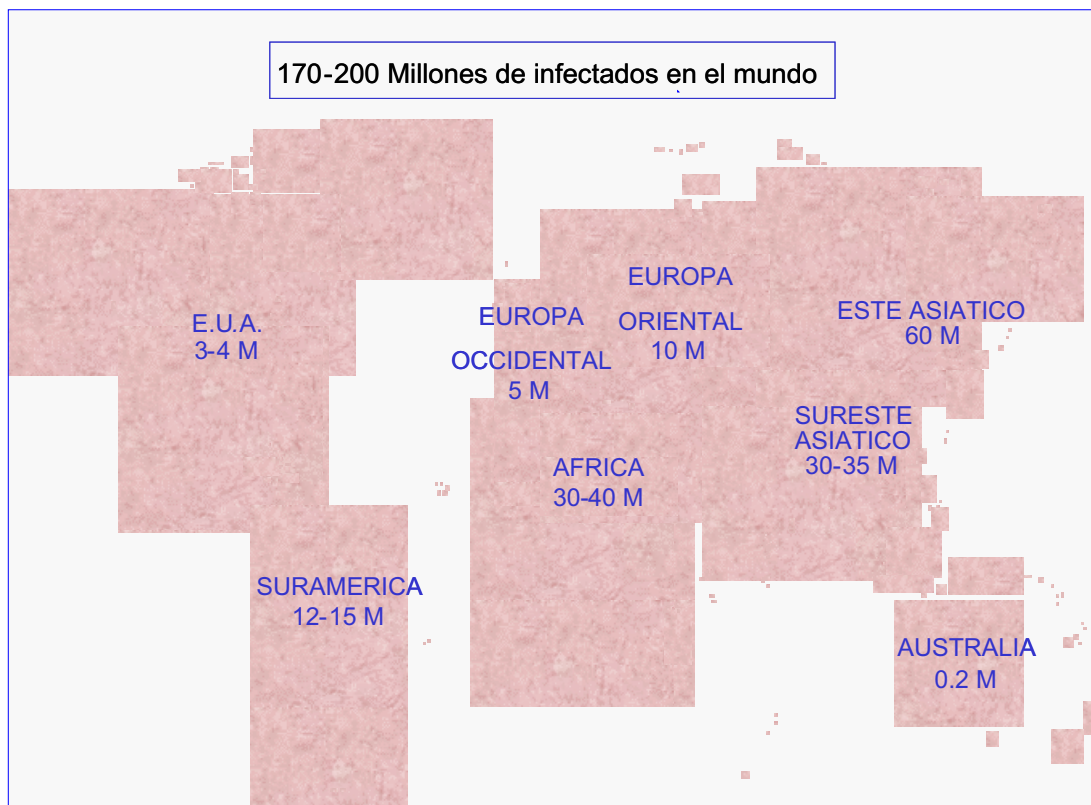 170-200 Millones de infectados en el mundo
EUROPA
ORIENTAL
10 M
ESTE ASIATICO
60 M
E.U.A.
3-4 M
EUROPA
OCCIDENTAL
5 M
SURESTE
ASIATICO
30-35 M
AFRICA
30-40 M
SURAMERICA
12-15 M
AUSTRALIA
0.2 M